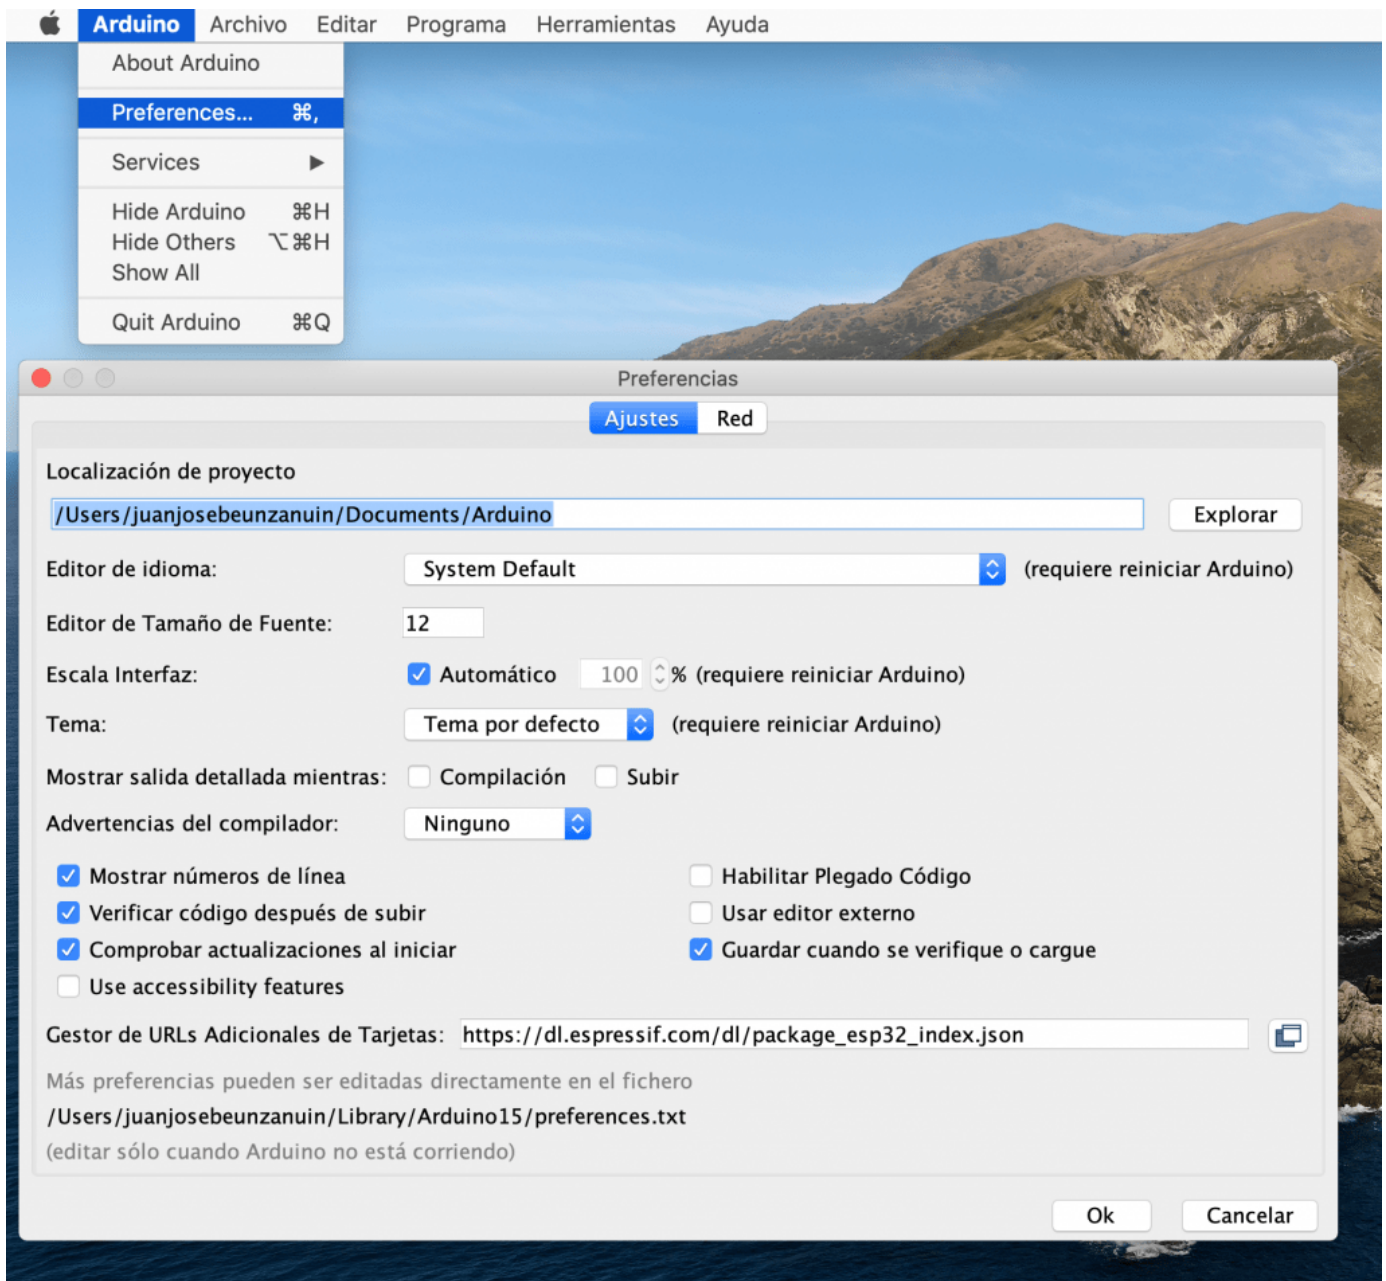 Arduino Archivo Editar Programa Herramientas Ayuda
About Arduino
Preferences... ⌘,
Services ▶
Hide Arduino ⌘H
Hide Others ⌥⌘H
Show All
Quit Arduino ⌘Q
Preferencias
Ajustes Red
Localización de proyecto
/Users/juanjosebeunzanuin/Documents/Arduino Explorar
Editor de idioma: System Default (requiere reiniciar Arduino)
Editor de Tamaño de Fuente: 12
Escala Interfaz: Automático 100 % (requiere reiniciar Arduino)
Tema: Tema por defecto (requiere reiniciar Arduino)
Mostrar salida detallada mientras: Compilación Subir
Advertencias del compilador: Ninguno
Mostrar números de línea Habilitar Plegado Código
Verificar código después de subir Usar editor externo
Comprobar actualizaciones al iniciar Guardar cuando se verifique o cargue
Use accessibility features
Gestor de URLs Adicionales de Tarjetas: https://dl.espressif.com/dl/package_esp32_index.json
Más preferencias pueden ser editadas directamente en el fichero
/Users/juanjosebeunzanuin/Library/Arduino15/preferences.txt
(editar sólo cuando Arduino no está corriendo)
Ok Cancelar